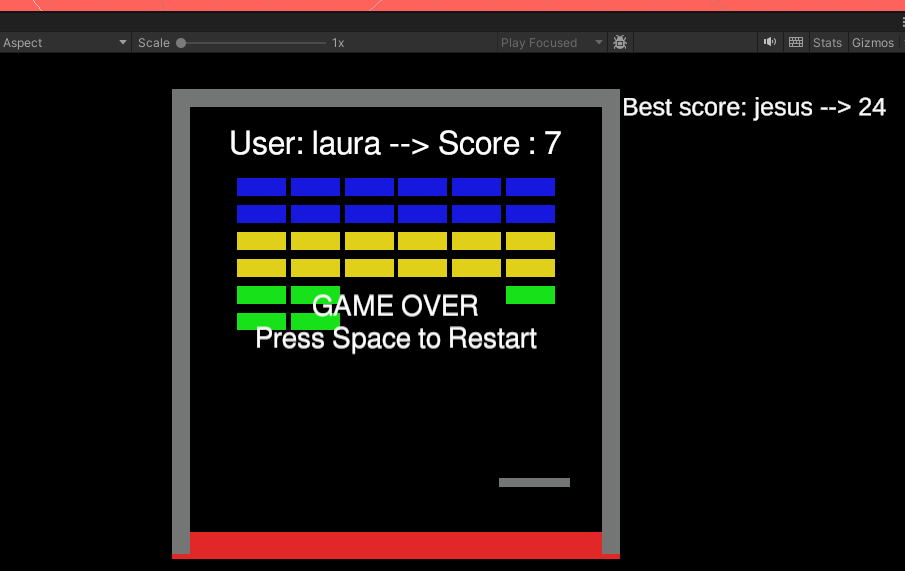 Aspect Scale 1x Play Focused Stats Gizmos
Best score: jesus --> 24
User: laura --> Score : 7
GAME OVER
Press Space to Restart